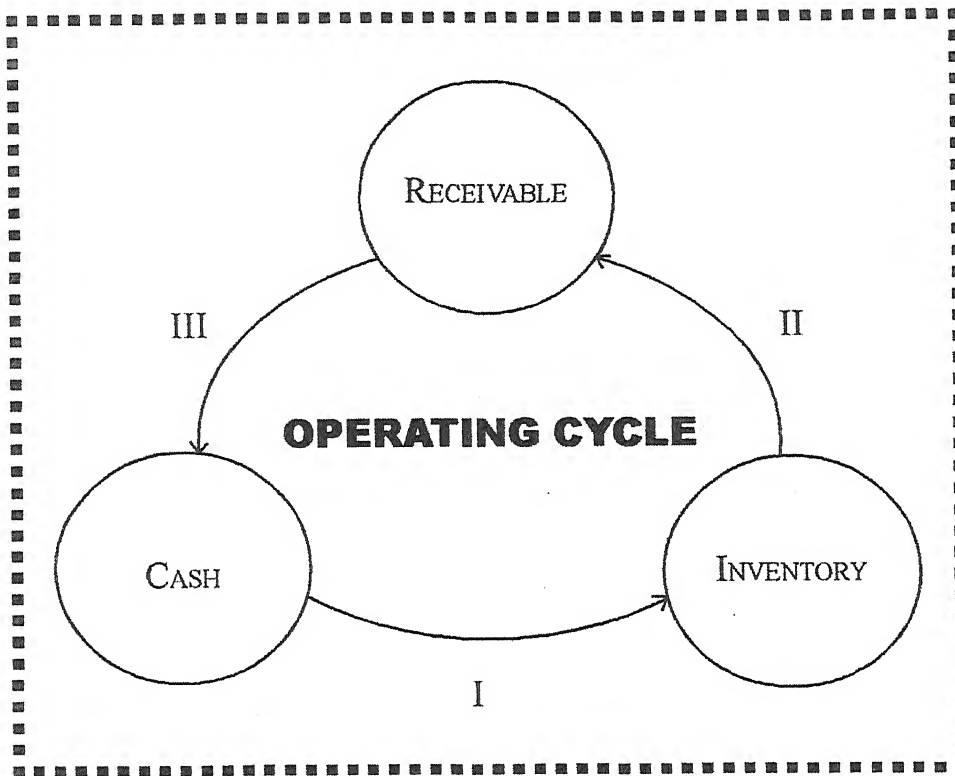 RECEIVABLE
III
II
OPERATING CYCLE
CASH
INVENTORY
I